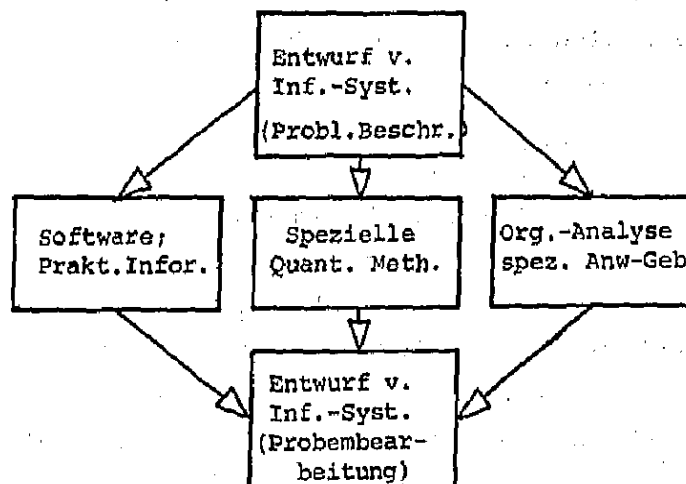 Entwurf v.
Inf.-Syst.
(Probl.Beschr.)
Software;
Prakt.Infor.
Spezielle
Quant. Meth.
Org.-Analyse
spez. Anw-Geb
Entwurf v.
Inf.-Syst.
(Probembear-
beitung)